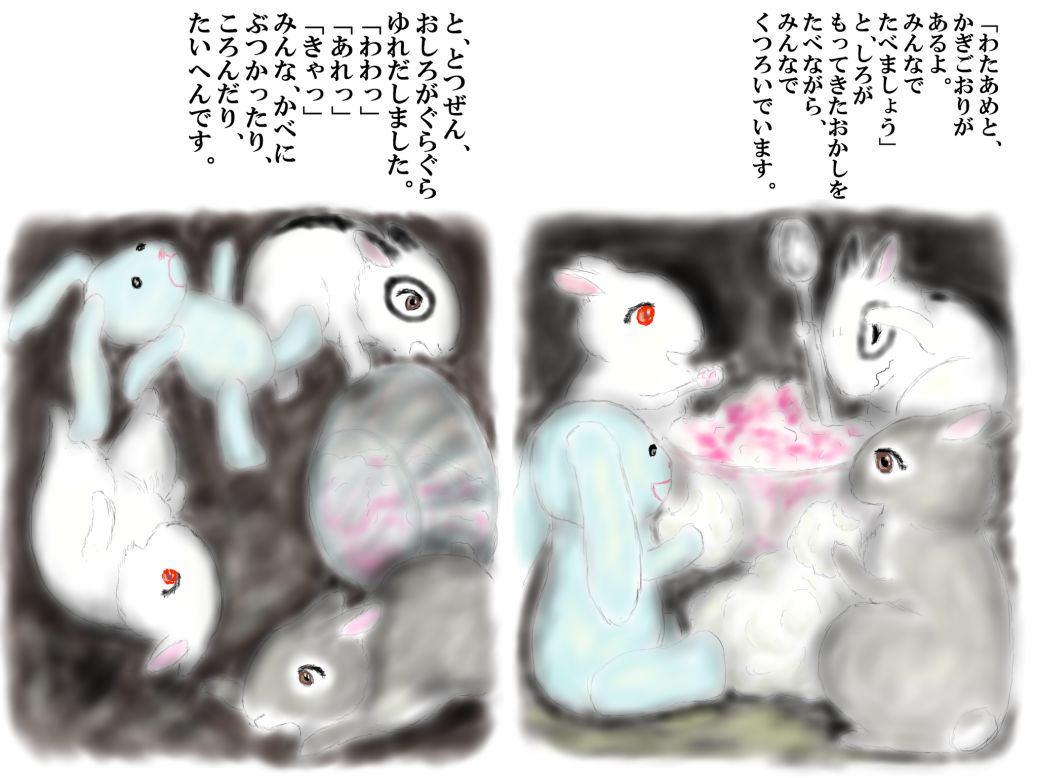 「わたあめと、
かぎごおりが
あるよ。
みんなで
たべましょう」
と、しろが
もってきたおかしを
たべながら、
みんなで
くつろいでいます。
と、とつぜん、
おしろがぐらぐら
ゆれだしました。
「わわっ」
「あれっ」
「きゃっ」
みんな、かべに
ぶつかったり、
ころんだり、
たいへんです。